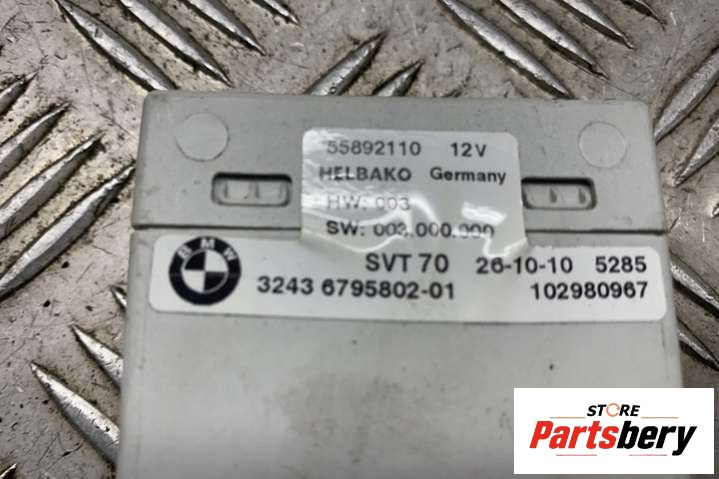 55892110 12V
HELBAKO Germany
HW: 003
SW: 003.000.000
BMW
SVT 70 26-10-10 5285
3243 6795802-01 102980967
STORE
Partsbery